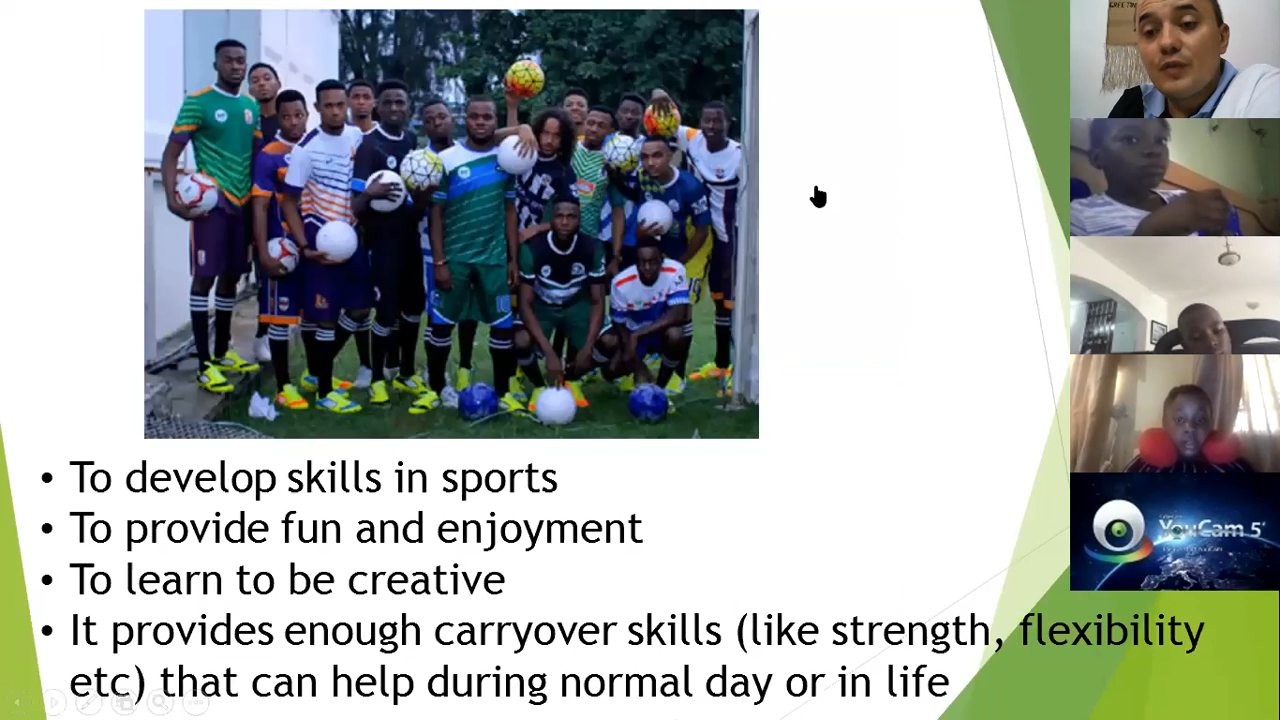 • To develop skills in sports
• To provide fun and enjoyment
• To learn to be creative
• It provides enough carryover skills (like strength, flexibility
etc) that can help during normal day or in life
YouCam 5